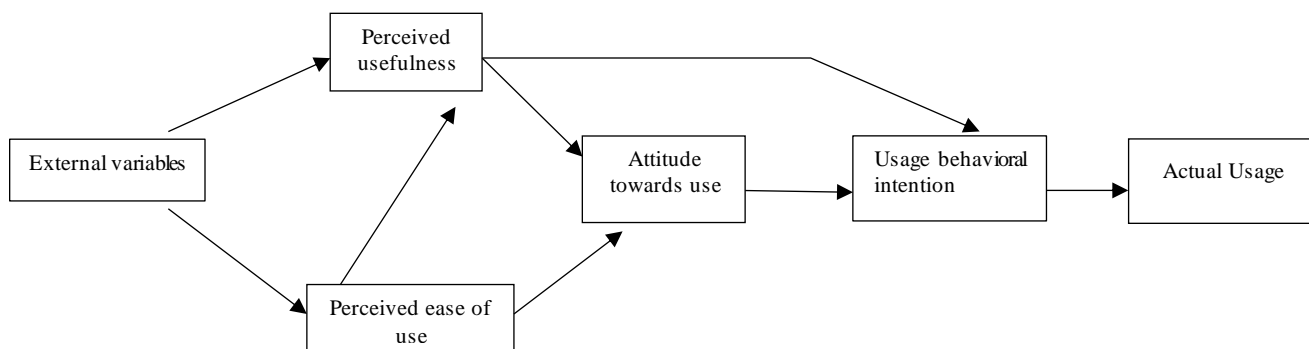 Perceived
usefulness
External variables
Attitude
towards use
Usage behavioral
intention
Actual Usage
Perceived ease of
use